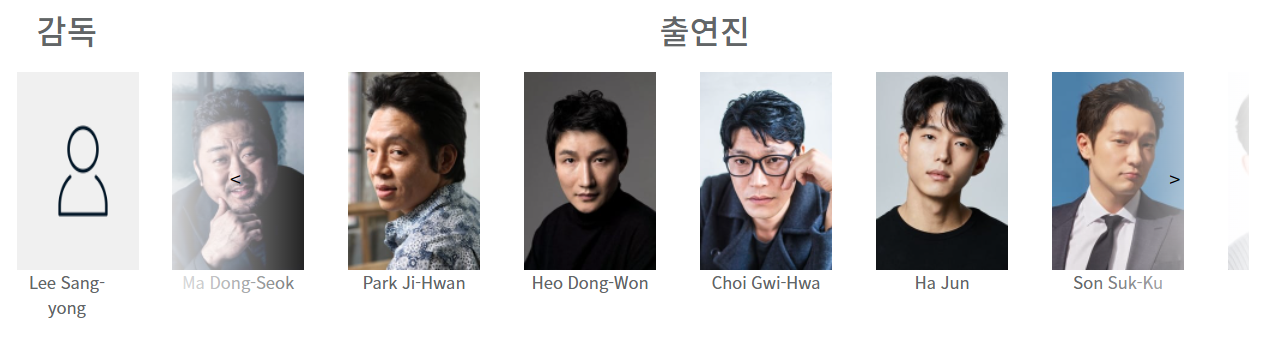 감독
출연진
<
>
Lee Sang-
yong
Ma Dong-Seok
Park Ji-Hwan
Heo Dong-Won
Choi Gwi-Hwa
Ha Jun
Son Suk-Ku